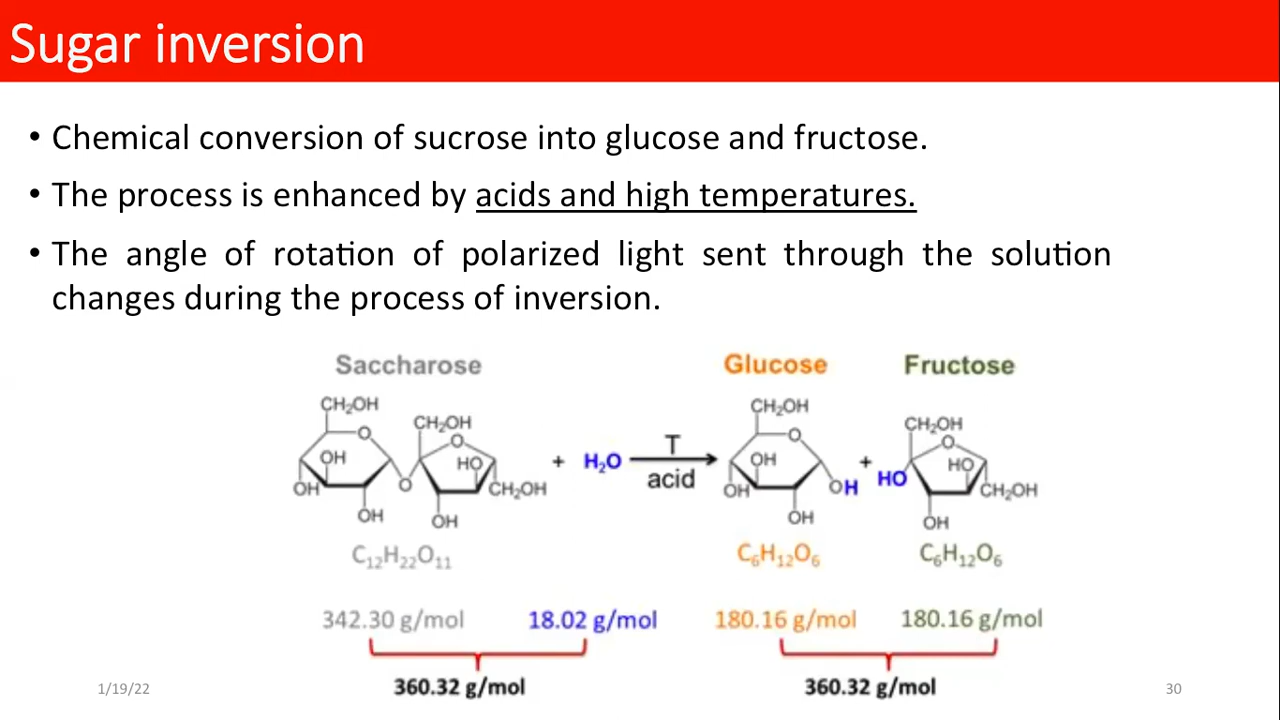 Sugar inversion
• Chemical conversion of sucrose into glucose and fructose.
• The process is enhanced by acids and high temperatures.
• The angle of rotation of polarized light sent through the solution
changes during the process of inversion.
Saccharose
Glucose
Fructose
CH₂OH
O
OH
OH
OH
O
CH₂OH
O
HO
CH₂OH
OH
+ H₂O
T
acid
CH₂OH
O
OH
OH
OH
OH
+
CH₂OH
O
HO
HO
CH₂OH
OH
C₁₂H₂₂O₁₁
C₆H₁₂O₆
C₆H₁₂O₆
342.30 g/mol
18.02 g/mol
180.16 g/mol
180.16 g/mol
360.32 g/mol
360.32 g/mol
1/19/22
30